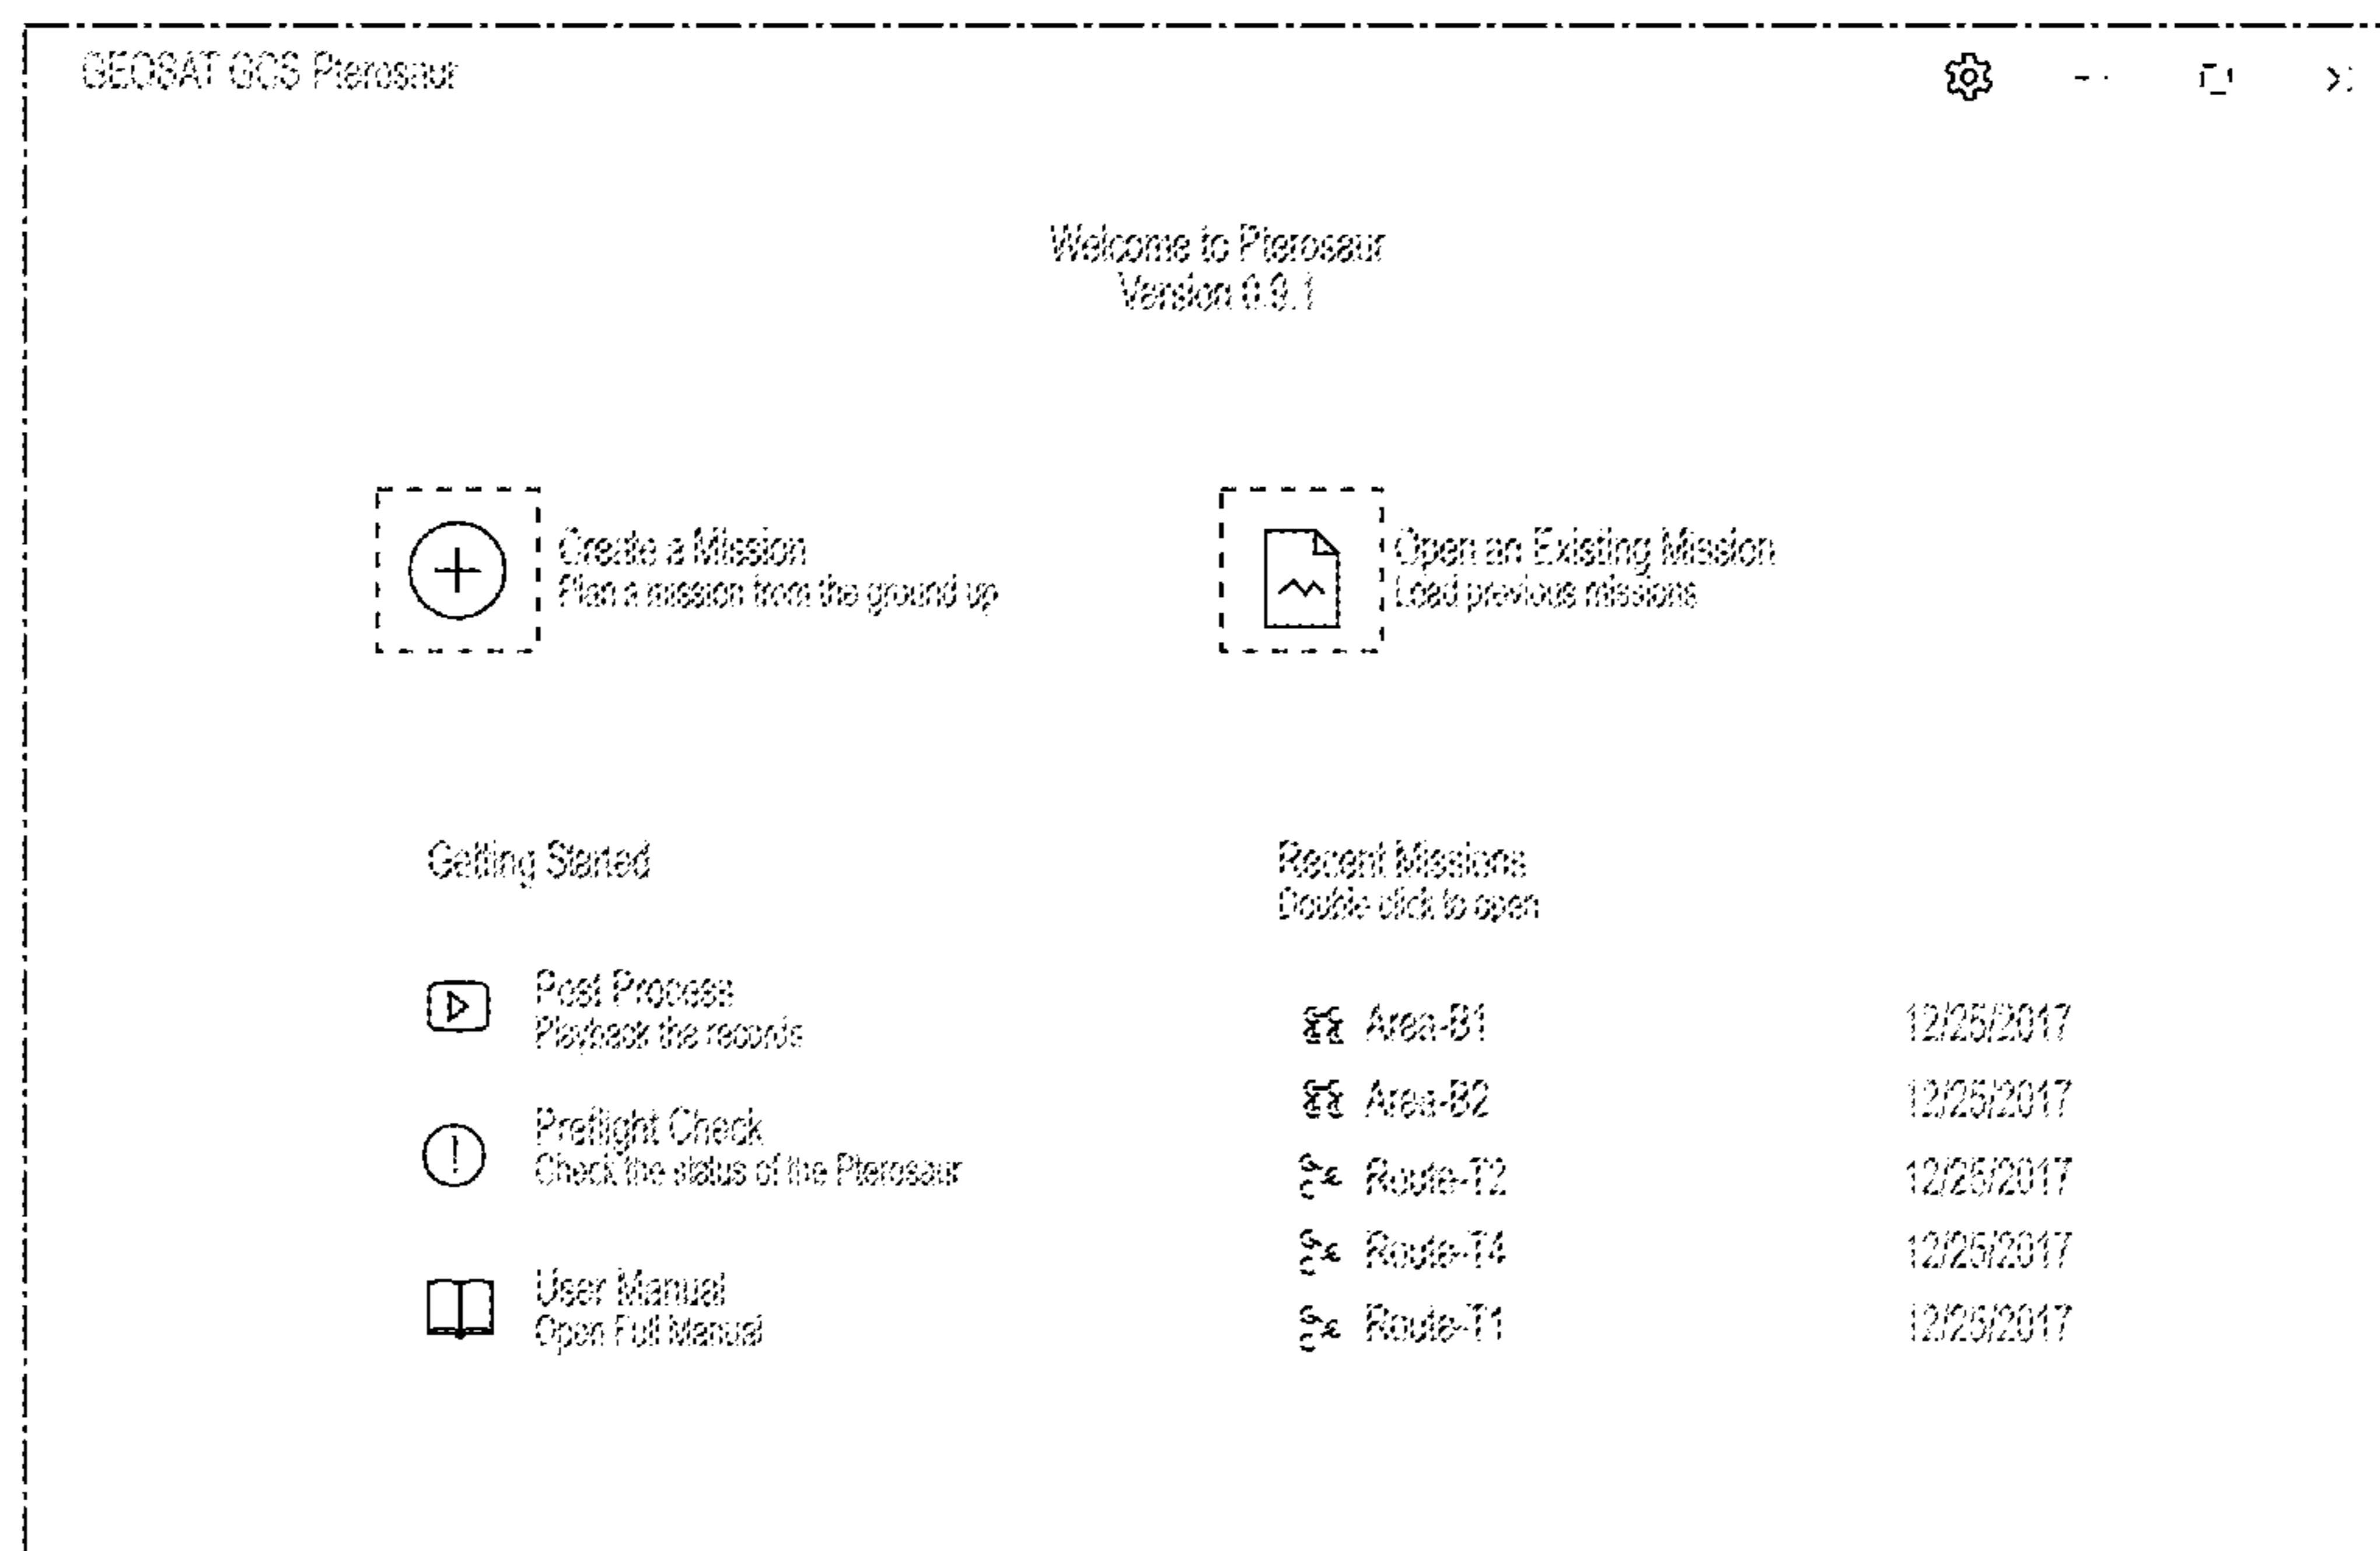 GEOSAT GCS Pterosaur
Welcome to Pterosaur
Version 0.9.1
Create a Mission
Plan a mission from the ground up
Open an Existing Mission
Load previous missions
Getting Started
Post Process
Playback the records
Preflight Check
Check the status of the Pterosaur
User Manual
Open Full Manual
Recent Missions
Double click to open
Area-B1 12/25/2017
Area-B2 12/25/2017
Route-T2 12/25/2017
Route-T4 12/25/2017
Route-T1 12/25/2017